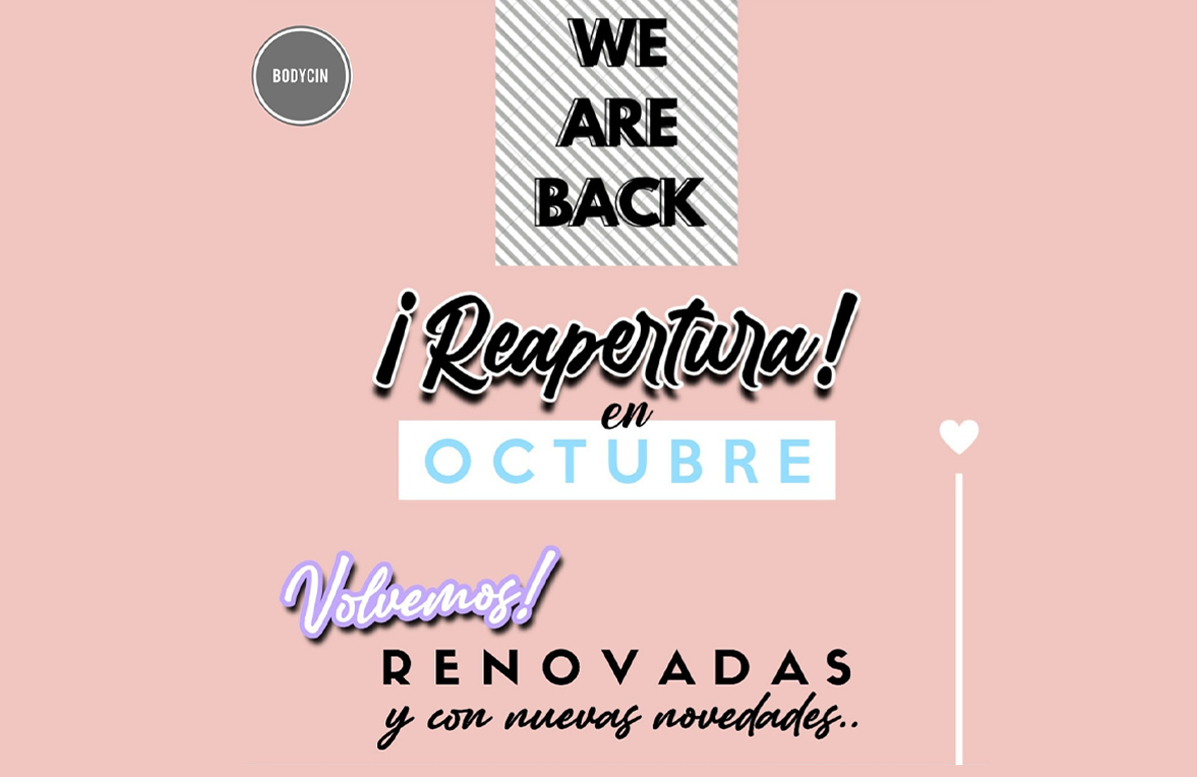 BODYCIN
WE
ARE
BACK
¡Reapertura!
en
OCTUBRE
Volvemos!
RENOVADAS
y con nuevas novedades..